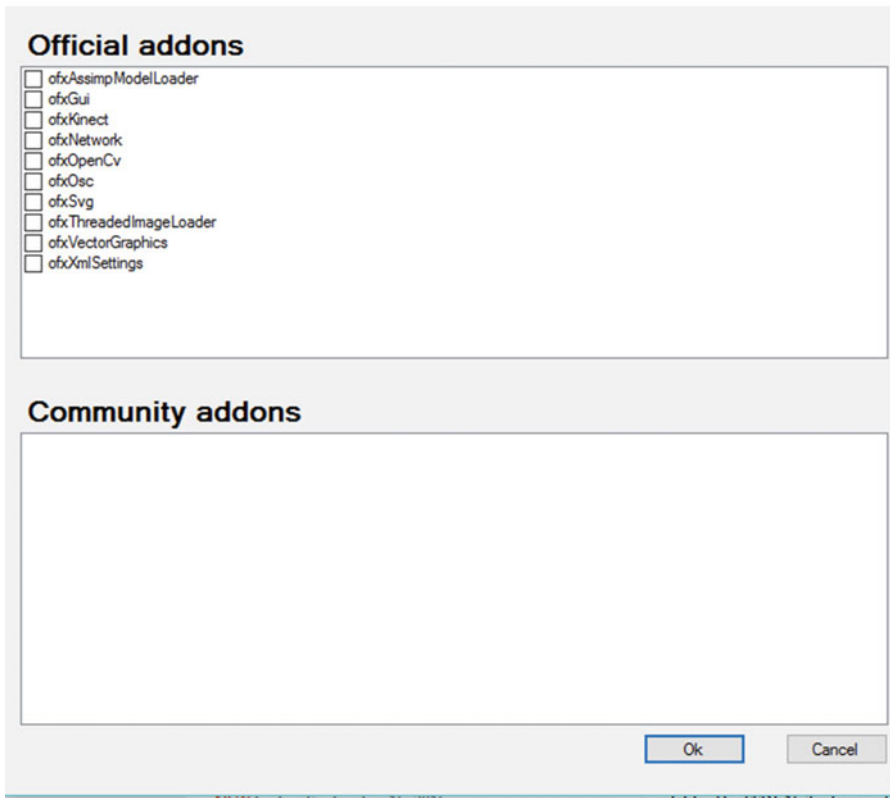 Official addons
ofxAssimpModelLoader
ofxGui
ofxKinect
ofxNetwork
ofxOpenCv
ofxOsc
ofxSvg
ofxThreadedImageLoader
ofxVectorGraphics
ofxXmlSettings
Community addons
Ok
Cancel